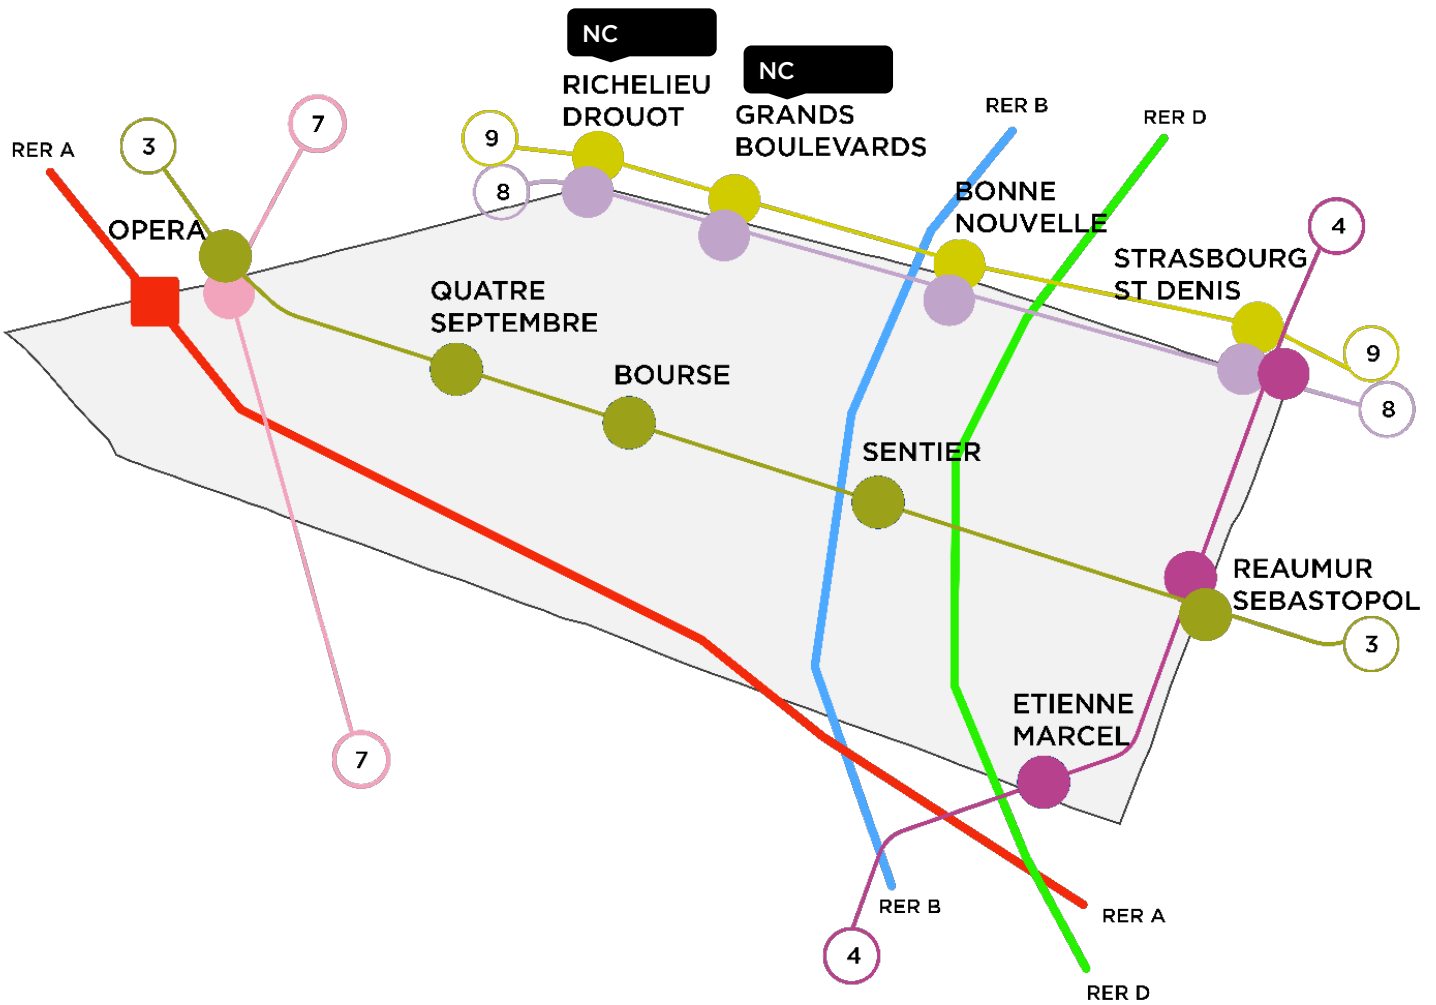 NC
RICHELIEU
DROUOT
NC
GRANDS
BOULEVARDS
RER B
RER D
7
3
9
RER A
8
BONNE
NOUVELLE
4
OPERA
STRASBOURG
ST DENIS
QUATRE
SEPTEMBRE
9
BOURSE
8
SENTIER
REAUMUR
SEBASTOPOL
3
ETIENNE
MARCEL
7
RER B
RER A
4
RER D